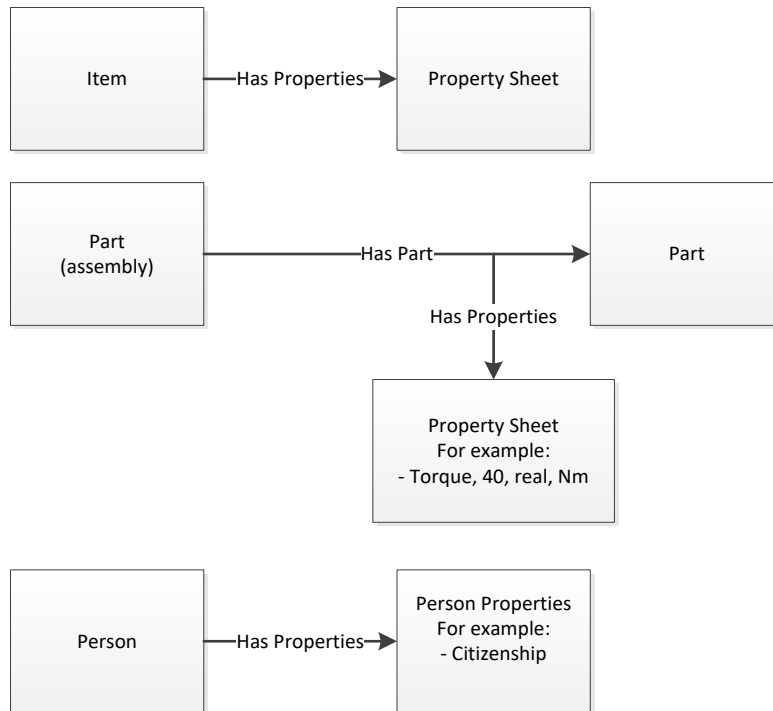 Item
Has Properties
Property Sheet
Part
(assembly)
Has Part
Part
Has Properties
Property Sheet
For example:
- Torque, 40, real, Nm
Person
Has Properties
Person Properties
For example:
- Citizenship